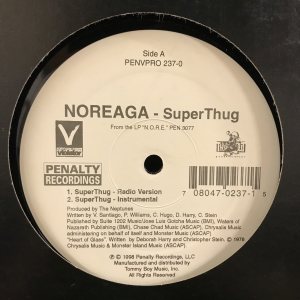 Side A
PENVPRO 237-0
NOREAGA - SuperThug
From the LP "N.O.R.E." PEN 3077
V
PENALTY
RECORDINGS
7 08047-0237-1 5
1. SuperThug - Radio Version
2. SuperThug - Instrumental
Produced by The Neptunes
Written by V. Santiago, P. Williams, C. Hugo, D. Harry, C. Stein
Published by Suite 1202 Music/Jose Luis Gotcha Music (BMI), Waters of
Nazareth Publishing (BMI), Chase Chad Music (ASCAP), Chrysalis Music
administering on behalf of itself and Monster Island Music (ASCAP)
"Heart of Glass". Written by Deborah Harry and Christopher Stein © 1978
Chrysalis Music & Monster Island Music (ASCAP)
© 1998 Penalty Recordings, LLC
Manufactured and distributed by
Tommy Boy Music, Inc.